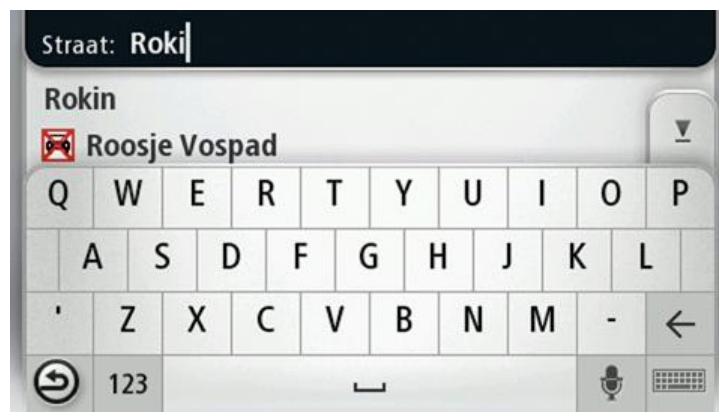 Straat: Roki
Rokin
Roosje Vospad
Q W E R T Y U I O P
A S D F G H J K L
' Z X C V B N M -
123